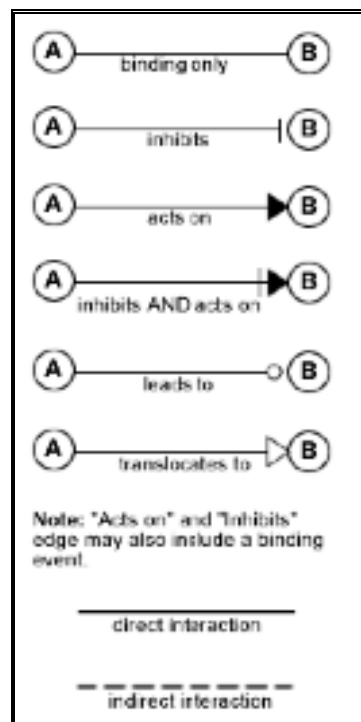 A B
binding only
A B
inhibits
A B
acts on
A B
inhibits AND acts on
A B
leads to
A B
translocates to
Note: "Acts on" and "Inhibits"
edge may also include a binding
event.
direct interaction
indirect interaction